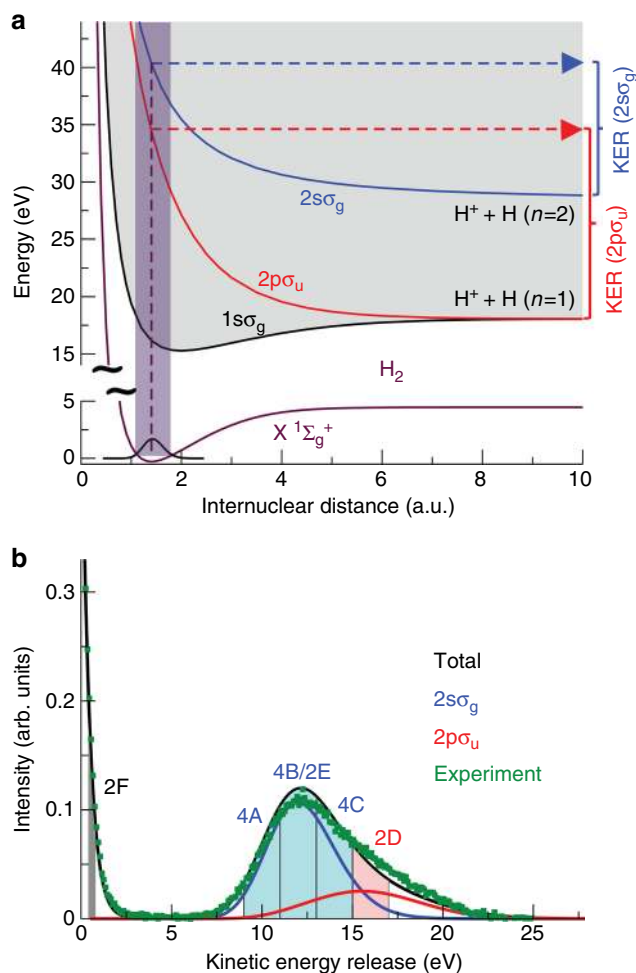 a
40
35
30
25
20
15
5
0
Energy (eV)
2sσg
2pσu
1sσg
H+ + H (n=2)
H+ + H (n=1)
H2
X 1Σg+
KER (2sσg)
KER (2pσu)
0 2 4 6 8 10
Internuclear distance (a.u.)
b
0.3
0.2
0.1
0
Intensity (arb. units)
Total
2sσg
2pσu
Experiment
2F
4A
4B/2E
4C
2D
0 5 10 15 20 25
Kinetic energy release (eV)